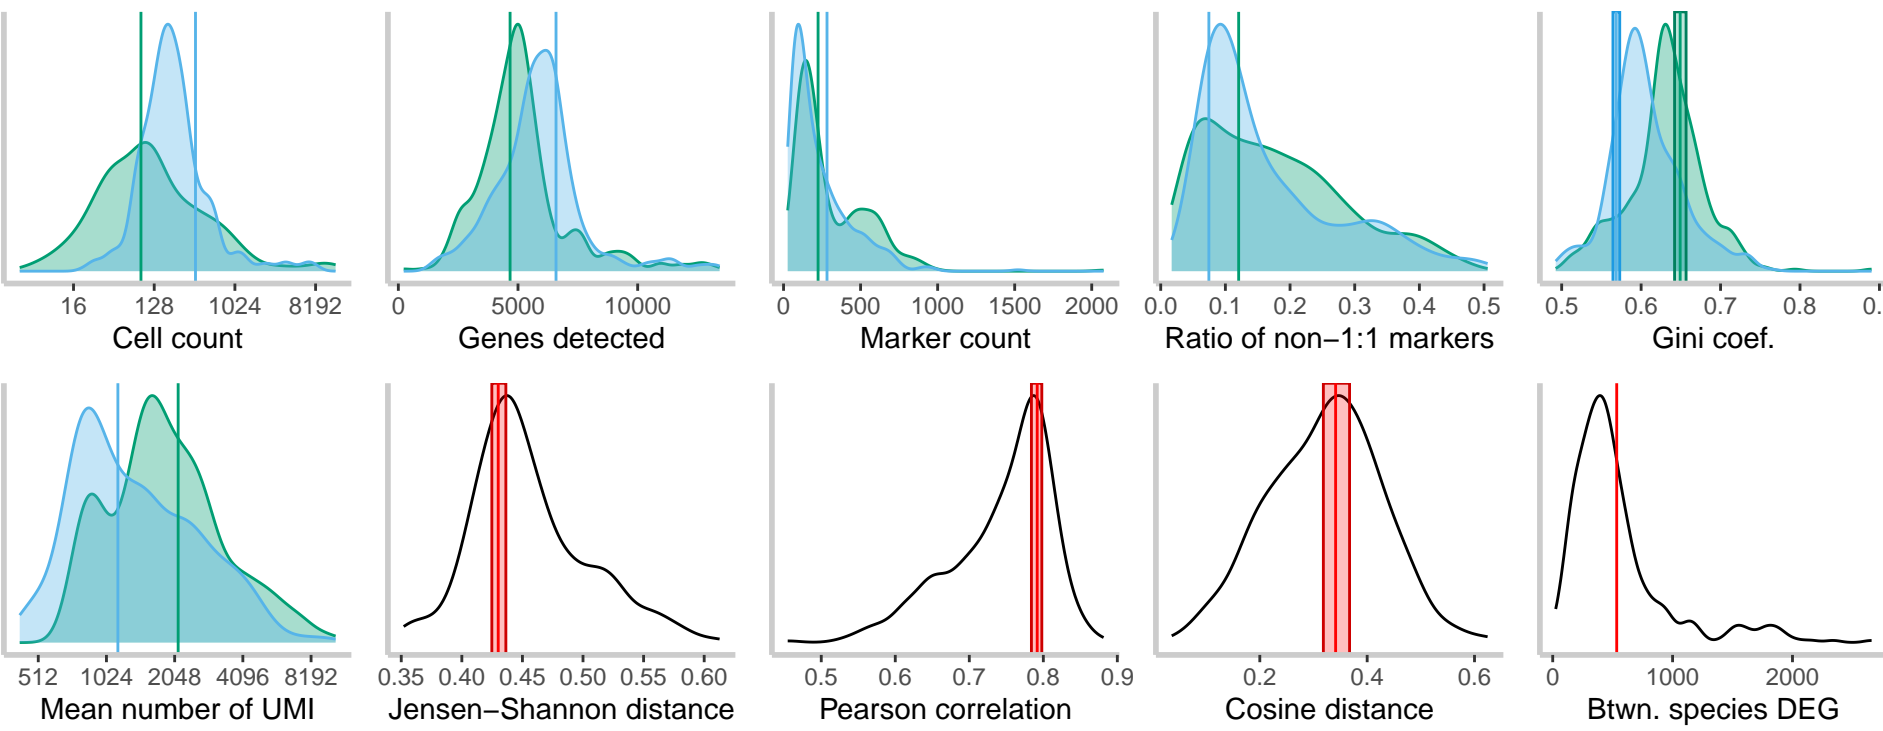 16 128 1024 8192
Cell count
0 5000 10000
Genes detected
0 500 1000 1500 2000
Marker count
0.0 0.1 0.2 0.3 0.4 0.5
Ratio of non−1:1 markers
0.5 0.6 0.7 0.8 0.
Gini coef.
512 1024 2048 4096 8192
Mean number of UMI
0.35 0.40 0.45 0.50 0.55 0.60
Jensen−Shannon distance
0.5 0.6 0.7 0.8 0.9
Pearson correlation
0.2 0.4 0.6
Cosine distance
0 1000 2000
Btwn. species DEG